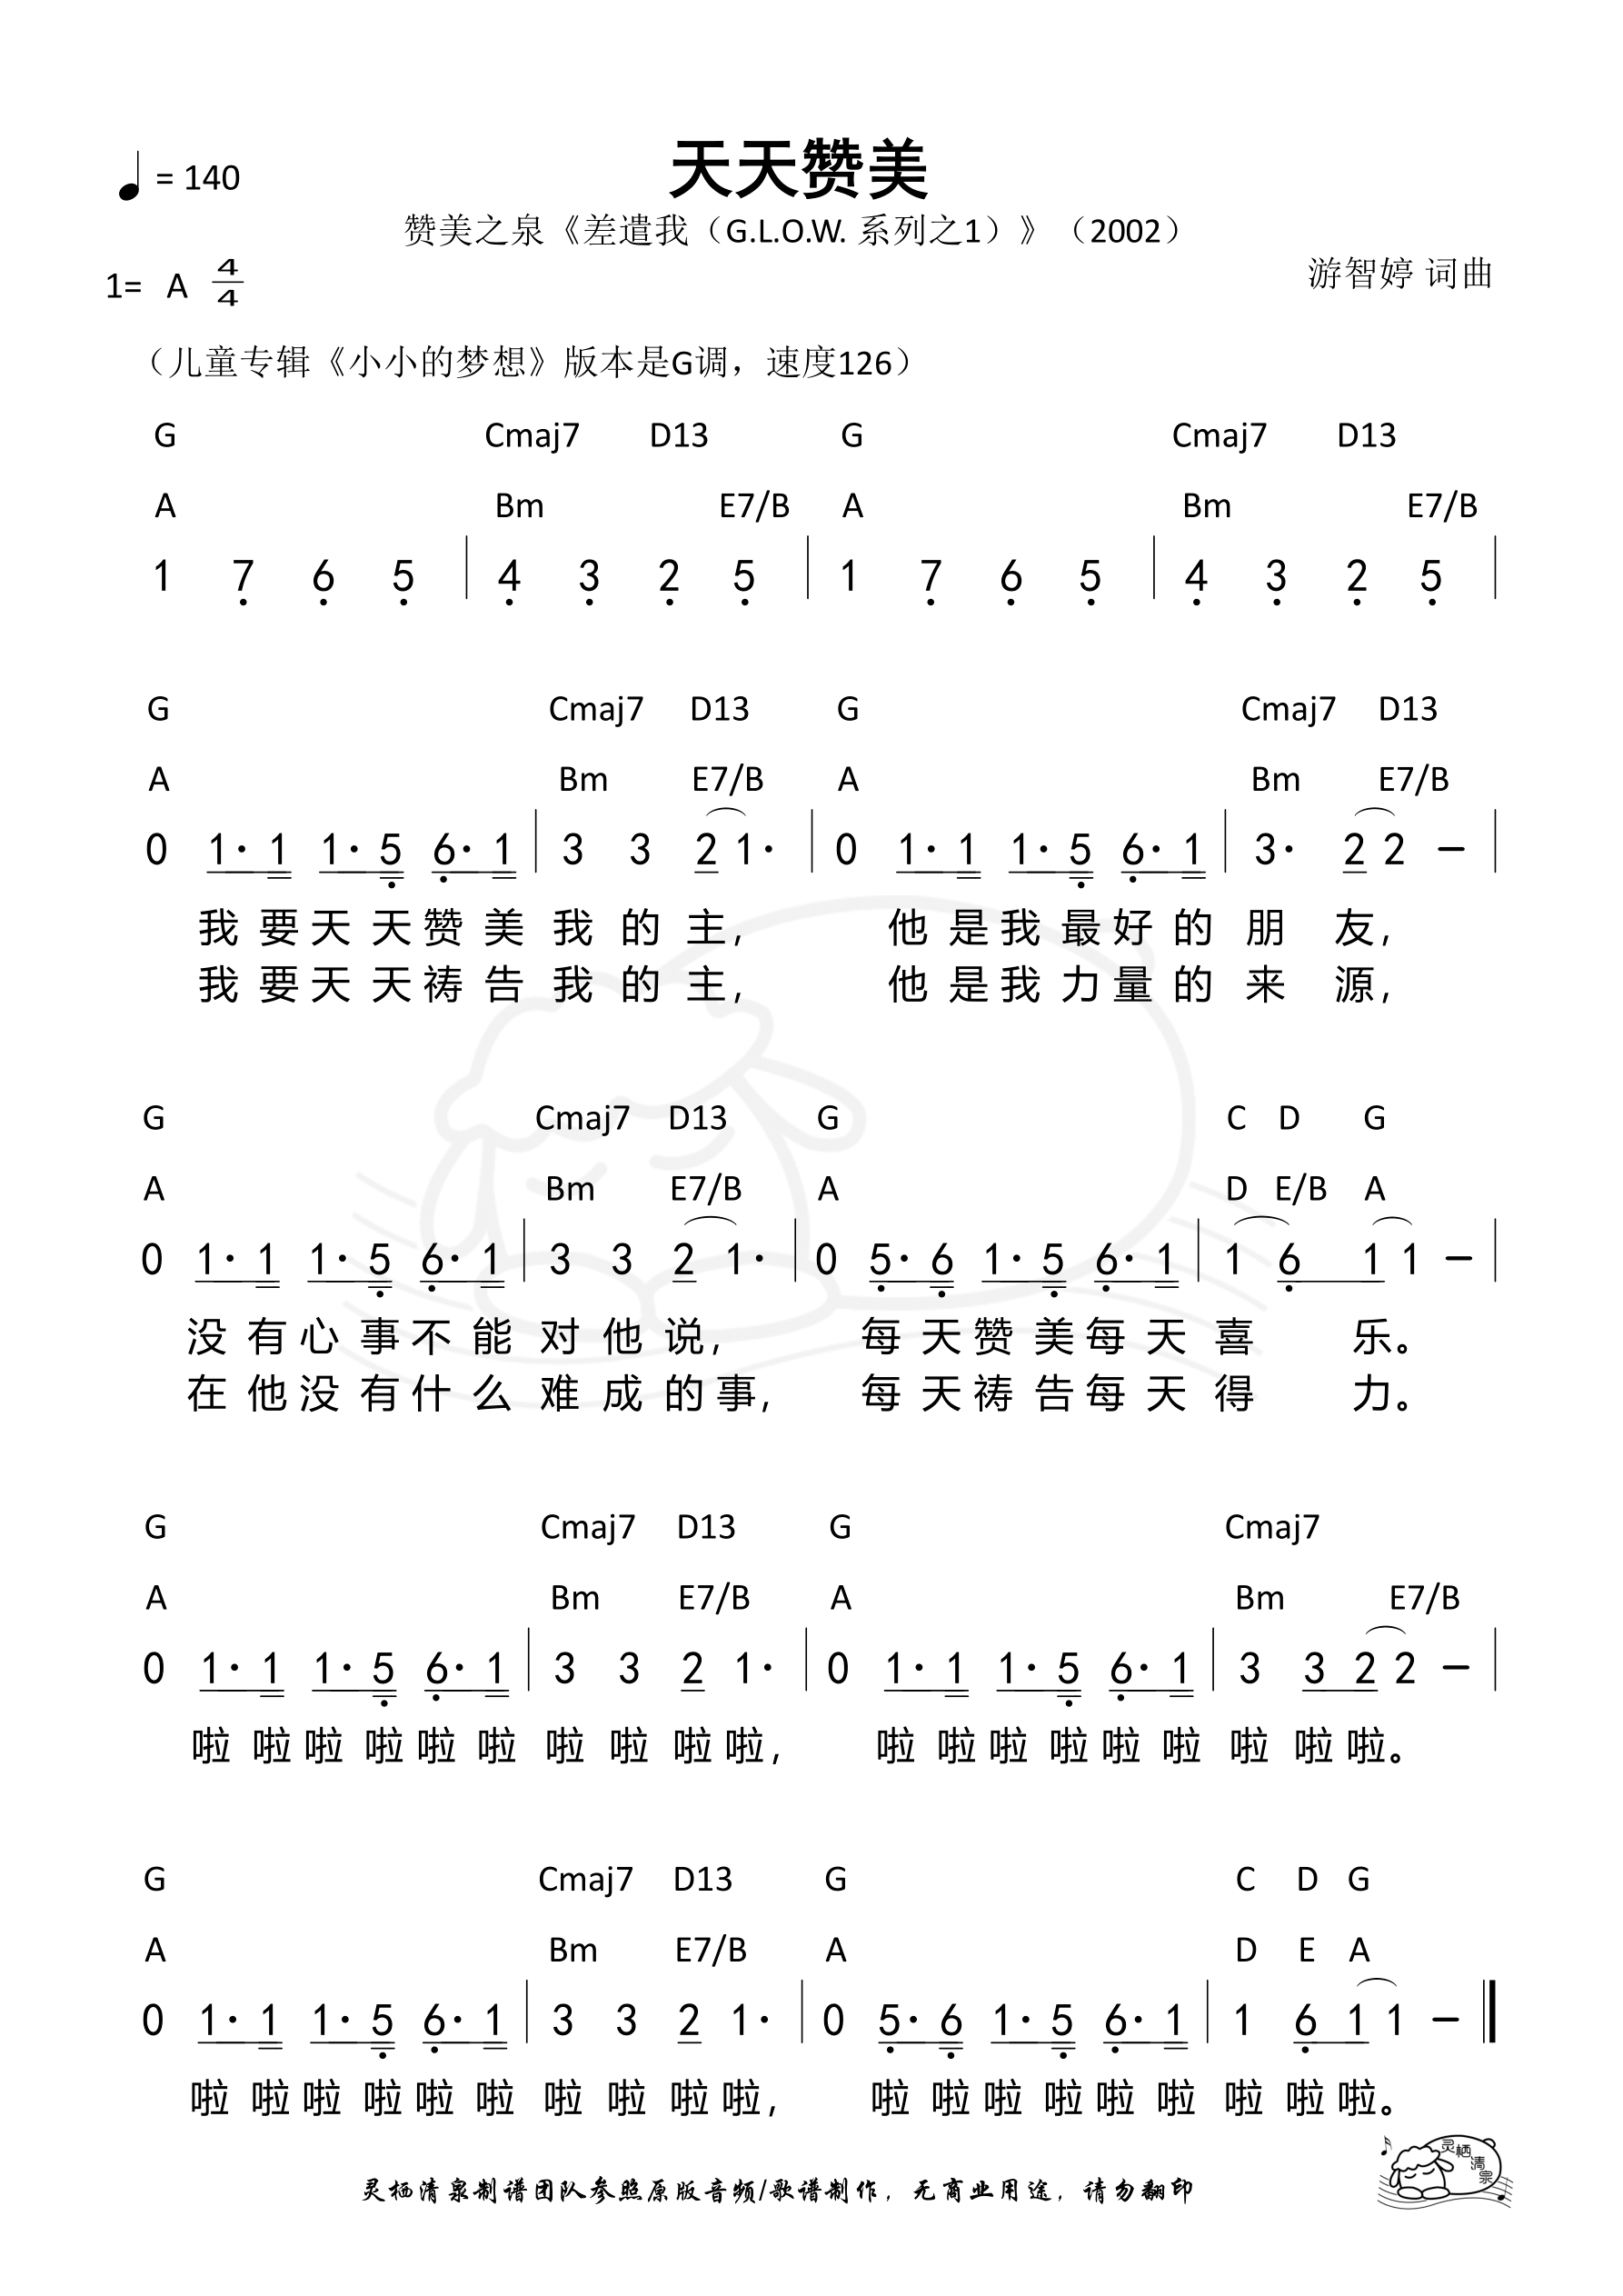 天天赞美
♩= 140
赞美之泉《差遣我（G.L.O.W. 系列之1）》（2002）
游智婷 词曲
1= A 4/4
（儿童专辑《小小的梦想》版本是G调，速度126）
G Cmaj7 D13 G Cmaj7 D13
A Bm E7/B A Bm E7/B
1 7 6 5 | 4 3 2 5 | 1 7 6 5 | 4 3 2 5 |
G Cmaj7 D13 G Cmaj7 D13
A Bm E7/B A Bm E7/B
0 1· 1 1· 5 6· 1 | 3 3 2 1· | 0 1· 1 1· 5 6· 1 | 3· 2 2 – |
我 要 天 天 赞 美 我 的 主, 他 是 我 最 好 的 朋 友,
我 要 天 天 祷 告 我 的 主, 他 是 我 力 量 的 来 源,
G Cmaj7 D13 G C D G
A Bm E7/B A D E/B A
0 1· 1 1· 5 6· 1 | 3 3 2 1· | 0 5· 6 1· 5 6· 1 | 1 6 1 1 – |
没 有 心 事 不 能 对 他 说, 每 天 赞 美 每 天 喜 乐。
在 他 没 有 什 么 难 成 的 事, 每 天 祷 告 每 天 得 力。
G Cmaj7 D13 G Cmaj7
A Bm E7/B A Bm E7/B
0 1· 1 1· 5 6· 1 | 3 3 2 1· | 0 1· 1 1· 5 6· 1 | 3 3 2 2 – |
啦 啦 啦 啦 啦 啦 啦 啦 啦 啦, 啦 啦 啦 啦 啦 啦 啦 啦 啦。
G Cmaj7 D13 G C D G
A Bm E7/B A D E A
0 1· 1 1· 5 6· 1 | 3 3 2 1· | 0 5· 6 1· 5 6· 1 | 1 6 1 1 – ‖
啦 啦 啦 啦 啦 啦 啦 啦 啦 啦, 啦 啦 啦 啦 啦 啦 啦 啦 啦。
灵栖清泉制谱团队参照原版音频/歌谱制作，无商业用途，请勿翻印
灵栖清泉